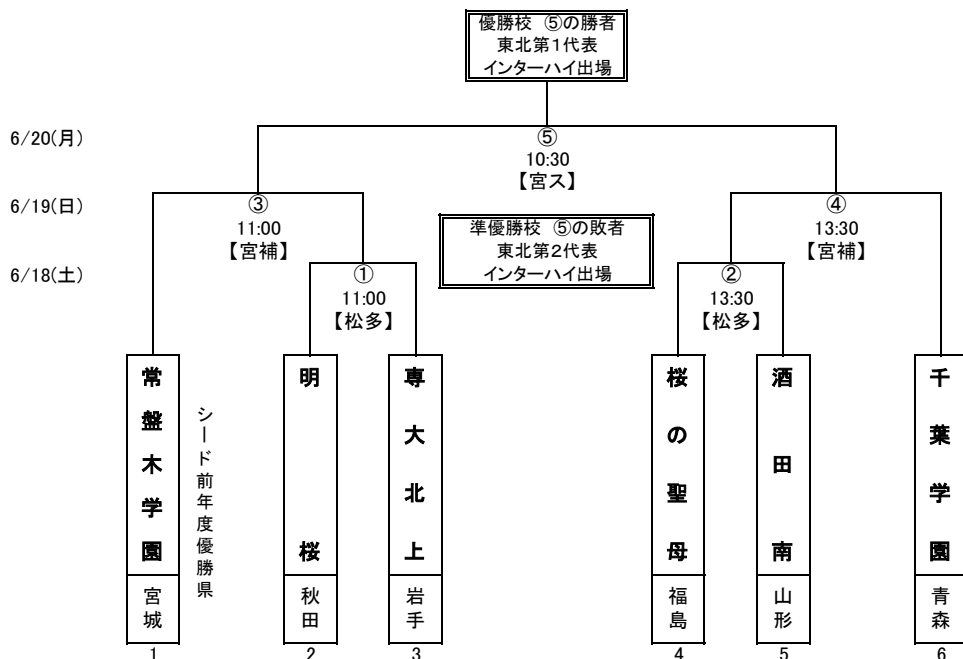 優勝校 ⑤の勝者
東北第1代表
インターハイ出場
6/20(月)
⑤
10:30
【宮ス】
6/19(日)
③
11:00
【宮補】
④
13:30
【宮補】
準優勝校 ⑤の敗者
東北第2代表
インターハイ出場
6/18(土)
①
11:00
【松多】
②
13:30
【松多】
常盤木学園
シード前年度優勝県
明桜
専大北上
桜の聖母
酒田南
千葉学園
宮城
秋田
岩手
福島
山形
青森
1
2
3
4
5
6